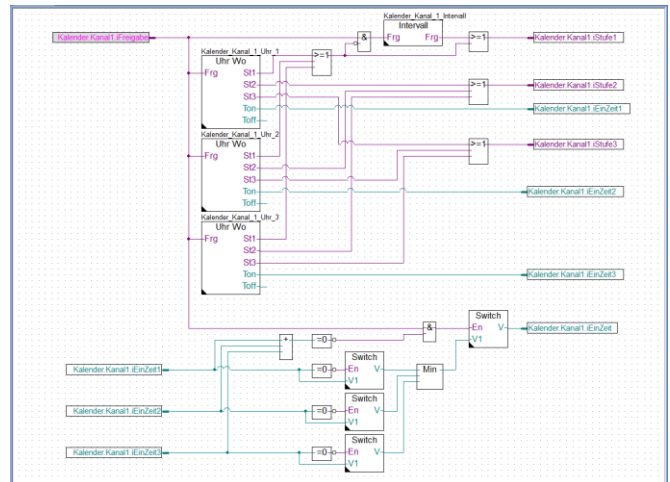 Kalender_Kanal_1_Intervall
Intervall
Frg Frg
Kalender.Kanal1.iFreigabe
&
>=1
Kalender.Kanal1.iStufe1
Kalender_Kanal_1_Uhr_1
Uhr Wo
Frg St1
St2
St3
Ton
Toff
>=1
>=1
Kalender.Kanal1.iStufe2
Kalender.Kanal1.iEinZeit1
Kalender_Kanal_1_Uhr_2
Uhr Wo
Frg St1
St2
St3
Ton
Toff
>=1
Kalender.Kanal1.iStufe3
Kalender.Kanal1.iEinZeit2
Kalender_Kanal_1_Uhr_3
Uhr Wo
Frg St1
St2
St3
Ton
Toff
Kalender.Kanal1.iEinZeit3
Switch
En V
V1
&
Kalender.Kanal1.iEinZeit
+
=0
Kalender.Kanal1.iEinZeit1
=0
Switch
En V
V1
Min
Kalender.Kanal1.iEinZeit2
=0
Switch
En V
V1
Kalender.Kanal1.iEinZeit3
=0
Switch
En V
V1